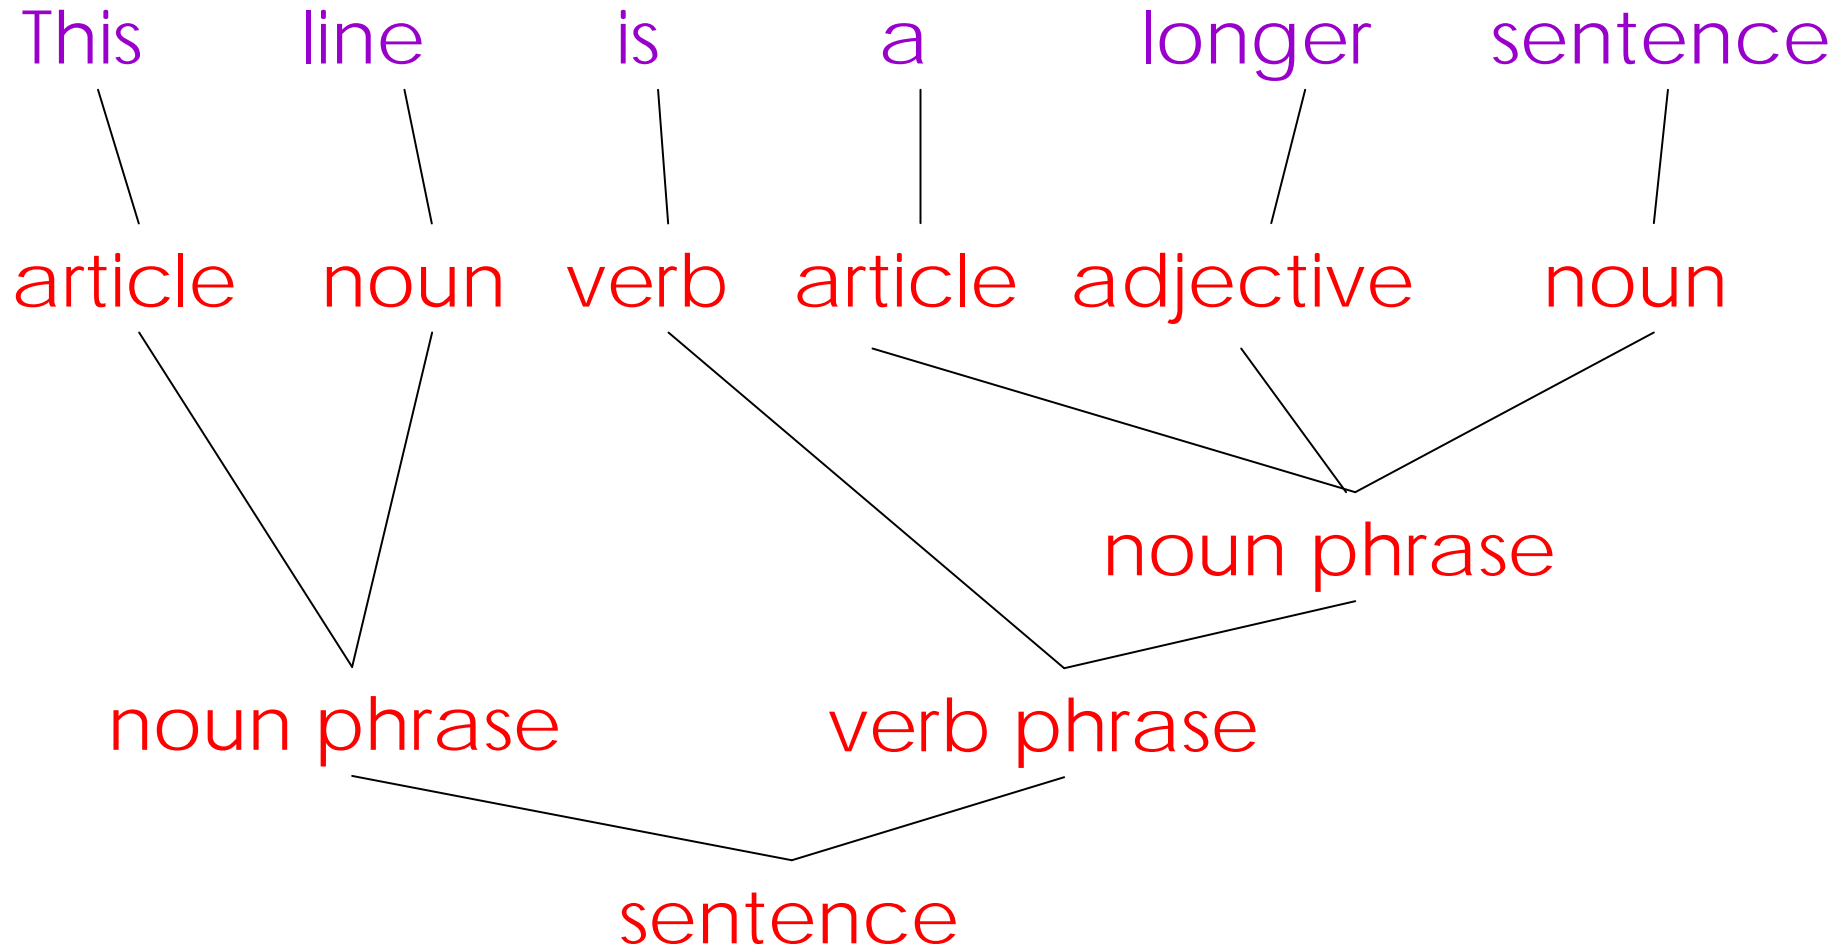 This line is a longer sentence
article noun verb article adjective noun
noun phrase
noun phrase verb phrase
sentence